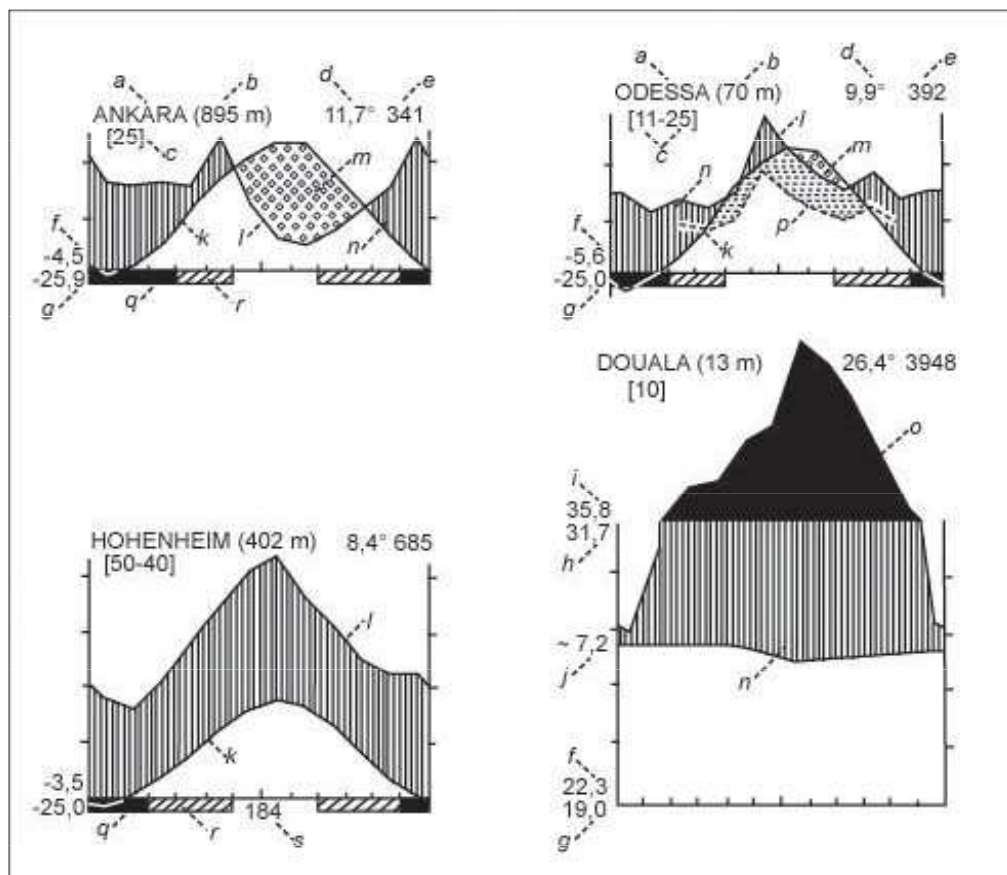 a b d e
ANKARA (895 m) 11,7° 341
[25]
c
m
f
-4,5
-25,9
g
k
l
n
q
r
a b d e
ODESSA (70 m) 9,9° 392
[11-25]
c
l
m
n
p
k
f
-5,6
-25,0
g
HOHENHEIM (402 m) 8,4° 685
[50-40]
l
k
-3,5
-25,0
184
q
r
s
DOUALA (13 m) 26,4° 3948
[10]
o
i
35,8
31,7
h
~ 7,2
j
n
f
22,3
19,0
g